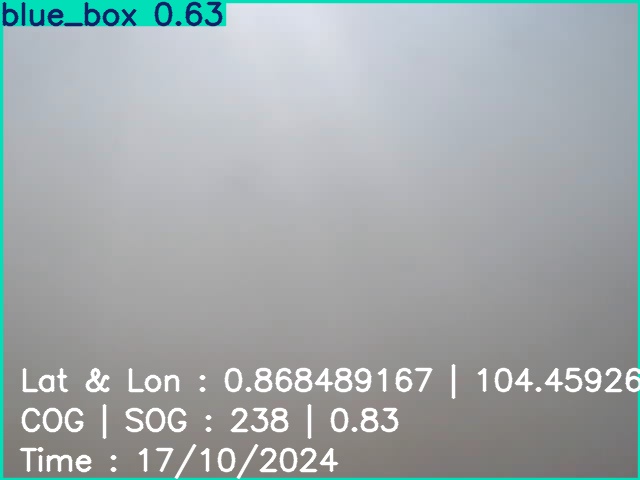 blue_box 0.63
Lat & Lon : 0.868489167 | 104.45926
COG | SOG : 238 | 0.83
Time : 17/10/2024